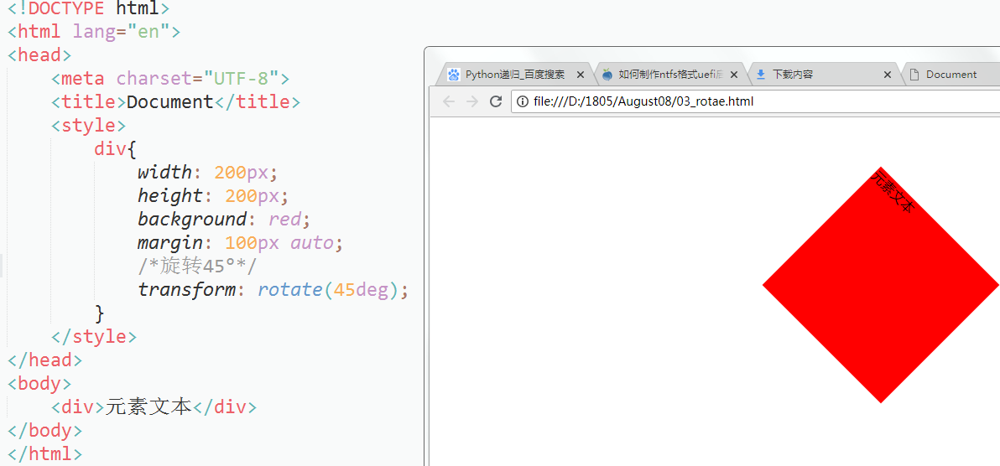 <!DOCTYPE html>
<html lang="en">
<head>
<meta charset="UTF-8">
<title>Document</title>
<style>
div{
width: 200px;
height: 200px;
background: red;
margin: 100px auto;
/*旋转45°*/
transform: rotate(45deg);
}
</style>
</head>
<body>
<div>元素文本</div>
</body>
</html>
Python递归_百度搜索
如何制作ntfs格式uefi启
下载内容
Document
file:///D:/1805/August08/03_rotae.html
元素文本